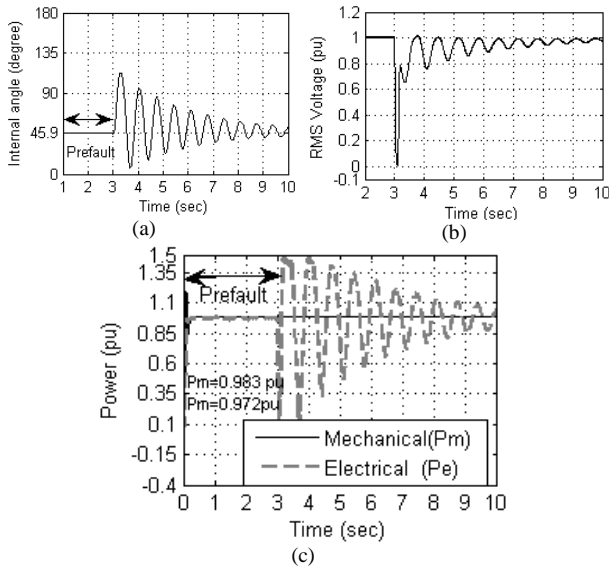 (a)
180
90
45.9
0
Internal angle (degree)
Prefault
1 2 3 4 5 6 7 8 9 10
Time (sec)
(b)
1.2
1
0.8
0.6
0.4
0.2
0
-0.1
RMS Voltage (pu)
2 3 4 5 6 7 8 9 10
Time (sec)
1.5
1.35
1.1
0.85
0.6
0.35
0.1
-0.15
-0.4
Power (pu)
Prefault
Pm=0.983 pu
Pm=0.972pu
Mechanical(Pm)
Electrical (Pe)
0 1 2 3 4 5 6 7 8 9 10
Time (sec)
(c)